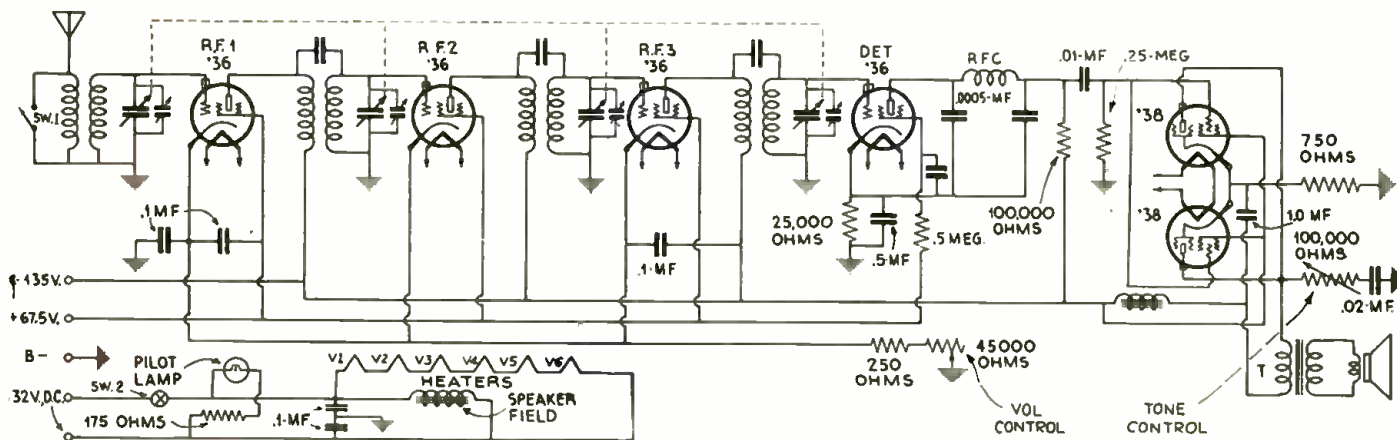 R.F.1
'36
R.F.2
'36
R.F.3
'36
DET
'36
RFC
.0005-MF
.01-MF
.25-MEG
'38
'38
750
OHMS
1.0 MF
100,000
OHMS
.02-MF.
SW.1
.1 MF
.1-MF
25,000
OHMS
.5-MF
.5 MEG.
100,000
OHMS
135V.
+67.5V.
B-
32V.D.C.
SW.2
PILOT
LAMP
175 OHMS
V1 V2 V3 V4 V5 V6
HEATERS
SPEAKER
FIELD
.1-MF
250
OHMS
45000
OHMS
VOL
CONTROL
TONE
CONTROL
T